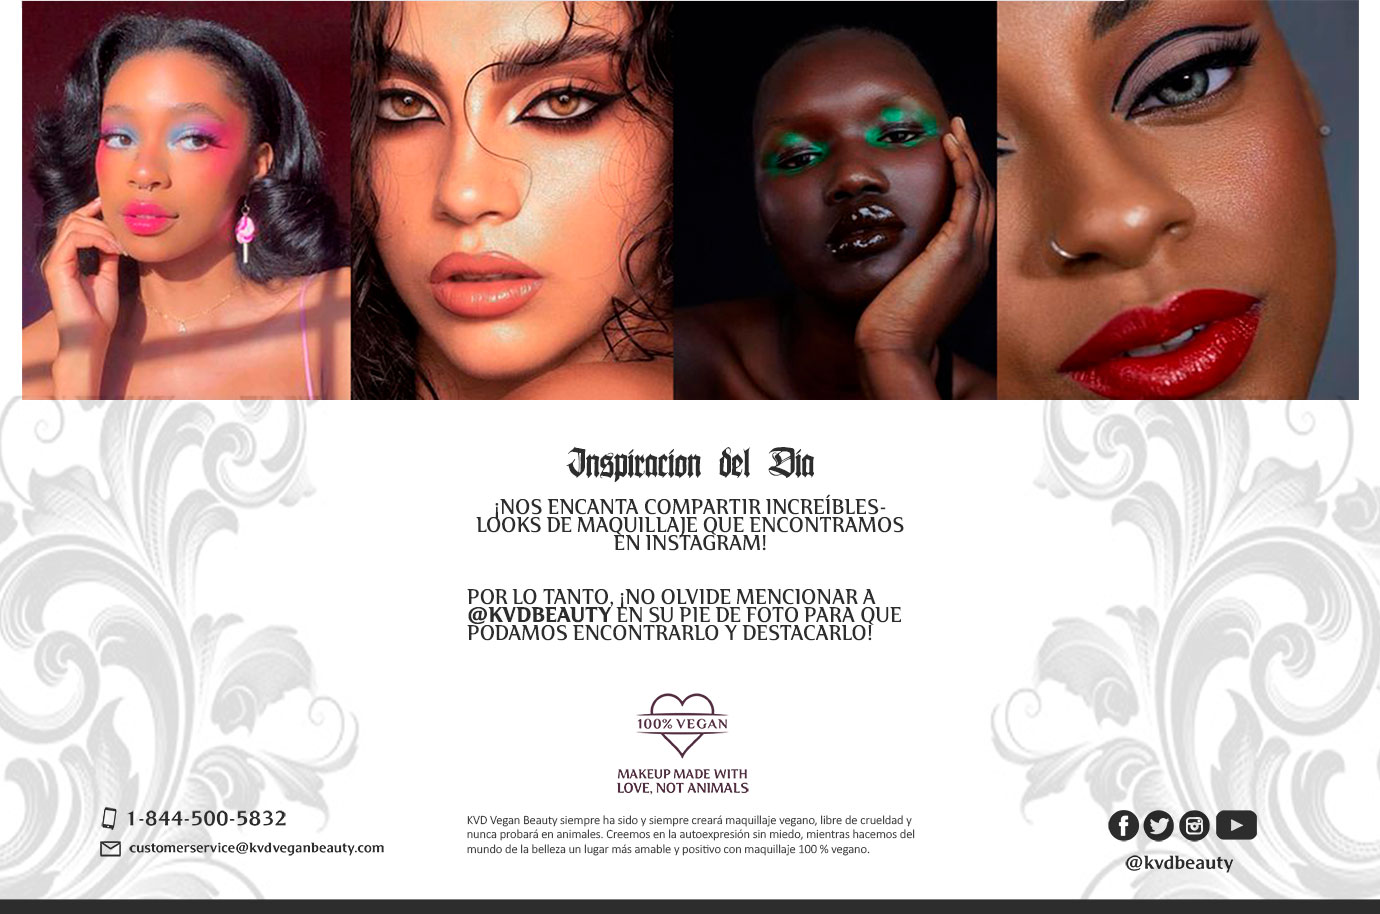 Inspiracion del Dia
¡NOS ENCANTA COMPARTIR INCREÍBLES-
LOOKS DE MAQUILLAJE QUE ENCONTRAMOS
EN INSTAGRAM!
POR LO TANTO, ¡NO OLVIDE MENCIONAR A
@KVDBEAUTY EN SU PIE DE FOTO PARA QUE
PODAMOS ENCONTRARLO Y DESTACARLO!
100% VEGAN
MAKEUP MADE WITH
LOVE, NOT ANIMALS
1-844-500-5832
customerservice@kvdveganbeauty.com
KVD Vegan Beauty siempre ha sido y siempre creará maquillaje vegano, libre de crueldad y
nunca probará en animales. Creemos en la autoexpresión sin miedo, mientras hacemos del
mundo de la belleza un lugar más amable y positivo con maquillaje 100 % vegano.
@kvdbeauty